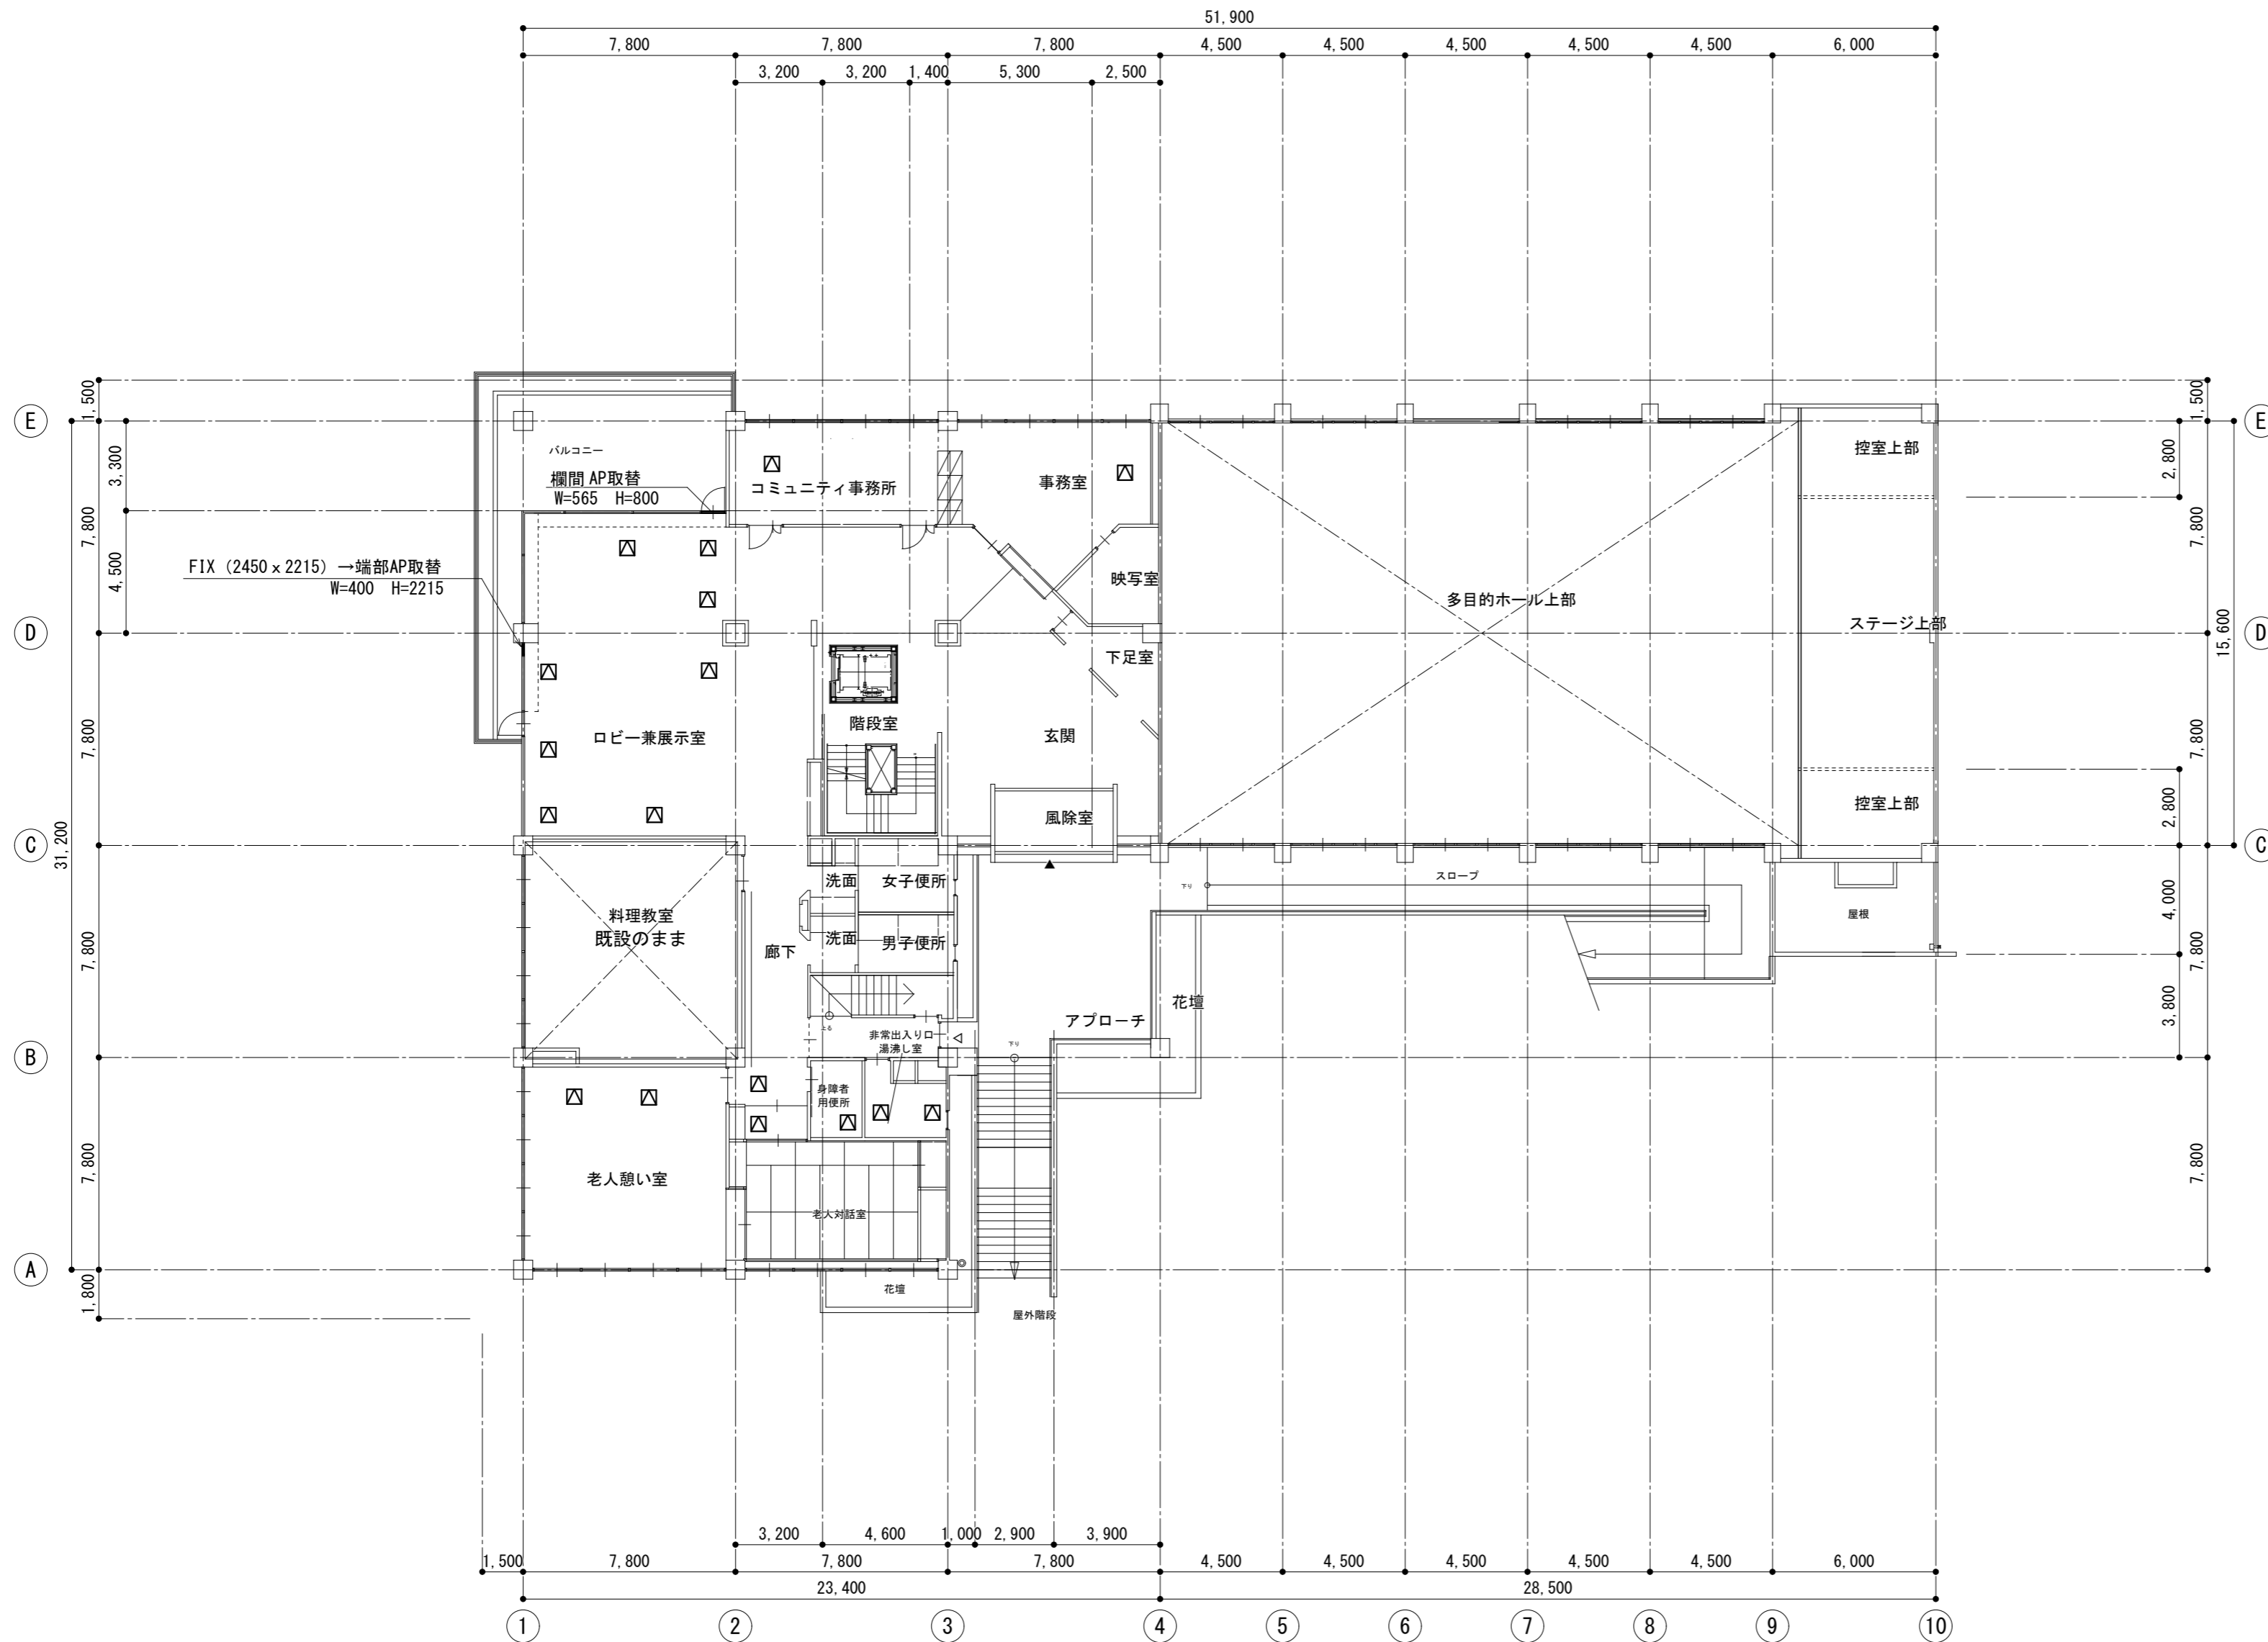 51,900
7,800 7,800 7,800 4,500 4,500 4,500 4,500 4,500 6,000
3,200 3,200 1,400 5,300 2,500
1,500
1,500
E
E
3,300
2,800
バルコニー
控室上部
欄間 AP取替
W=565 H=800
コミュニティ事務所
事務室
7,800
7,800
4,500
FIX (2450 x 2215) →端部AP取替
W=400 H=2215
映写室
多目的ホール上部
ステージ上部
15,600
D
D
下足室
階段室
ロビー兼展示室
玄関
7,800
7,800
風除室
控室上部
2,800
C
C
31,200
洗面
女子便所
スロープ
下り
料理教室
既設のまま
屋根
4,000
洗面
男子便所
廊下
7,800
7,800
花壇
アプローチ
3,800
上る
非常出入り口
湯沸し室
下り
B
身障者
用便所
7,800
7,800
老人憩い室
老人対話室
A
花壇
1,800
屋外階段
3,200 4,600 1,000 2,900 3,900
1,500 7,800 7,800 7,800 4,500 4,500 4,500 4,500 4,500 6,000
23,400 28,500
1 2 3 4 5 6 7 8 9 10